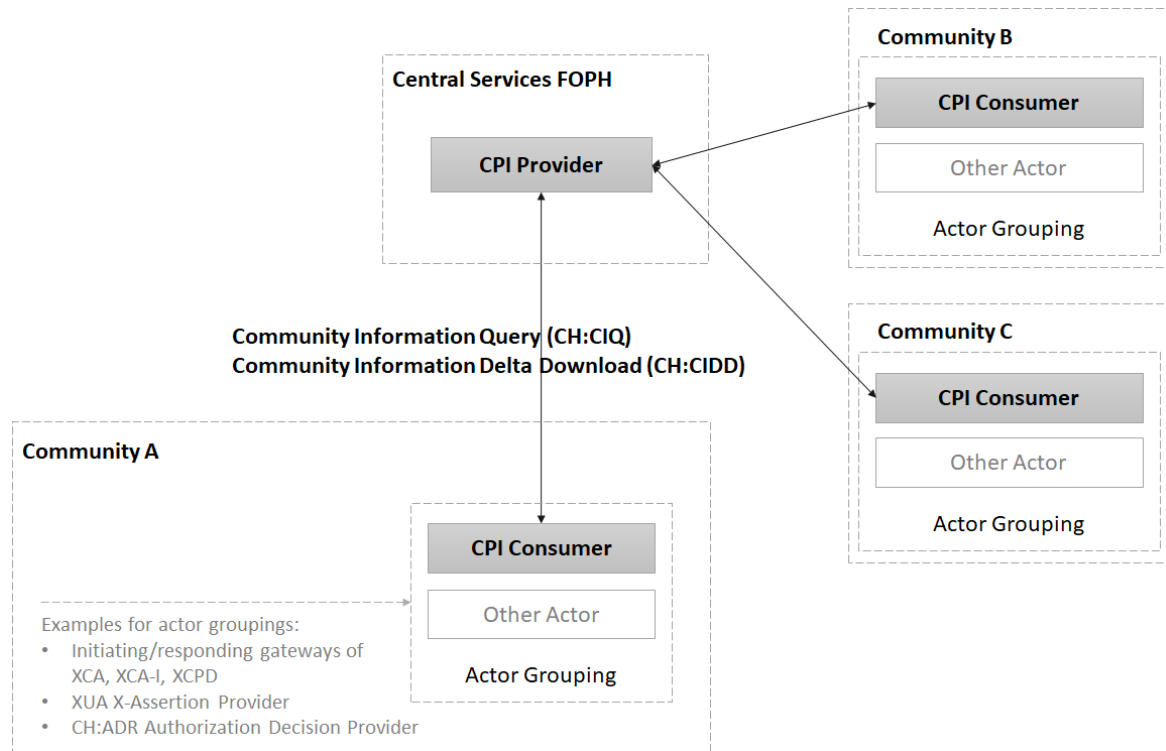 Central Services FOPH
CPI Provider
Community B
CPI Consumer
Other Actor
Actor Grouping
Community C
CPI Consumer
Other Actor
Actor Grouping
Community Information Query (CH:CIQ)
Community Information Delta Download (CH:CIDD)
Community A
CPI Consumer
Other Actor
Actor Grouping
Examples for actor groupings:
• Initiating/responding gateways of
XCA, XCA-I, XCPD
• XUA X-Assertion Provider
• CH:ADR Authorization Decision Provider